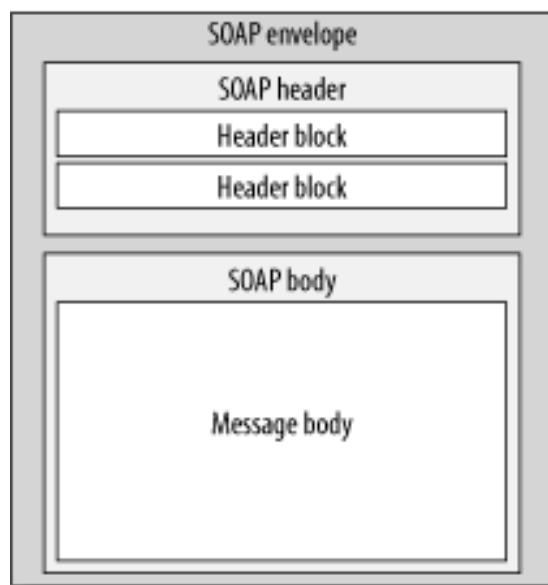 SOAP envelope
SOAP header
Header block
Header block
SOAP body
Message body